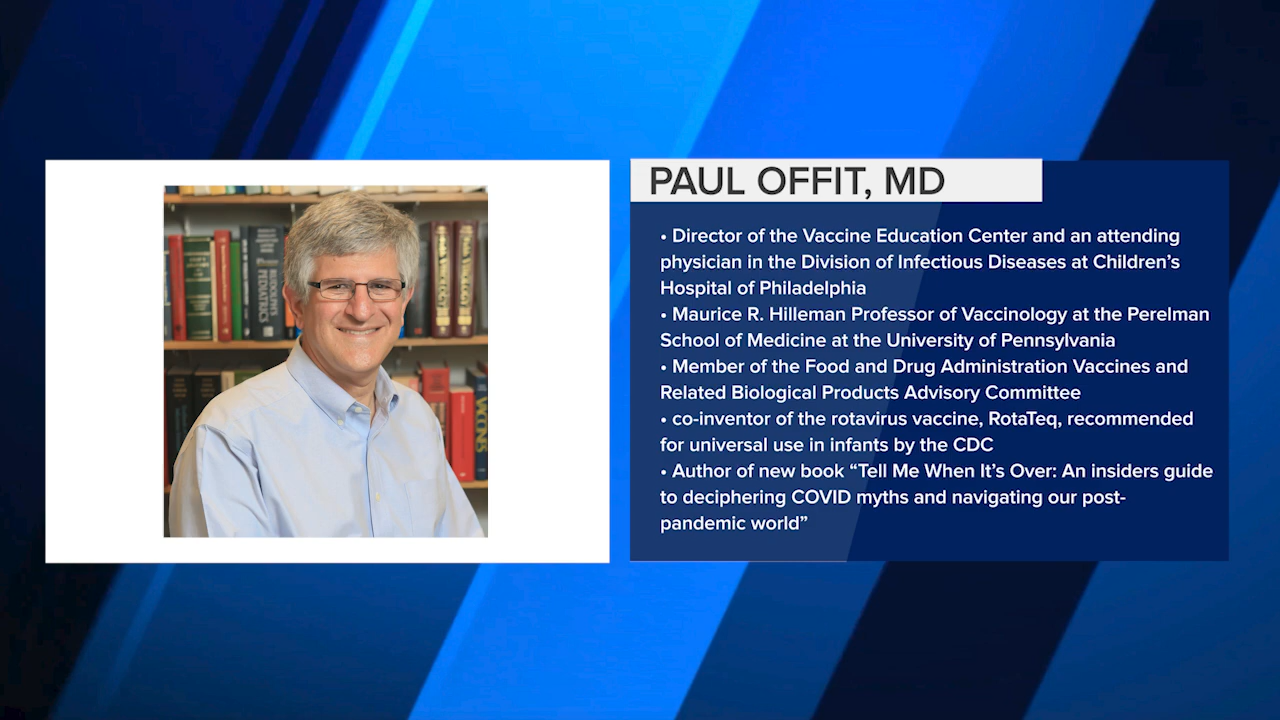 PAUL OFFIT, MD
• Director of the Vaccine Education Center and an attending
physician in the Division of Infectious Diseases at Children’s
Hospital of Philadelphia
• Maurice R. Hilleman Professor of Vaccinology at the Perelman
School of Medicine at the University of Pennsylvania
• Member of the Food and Drug Administration Vaccines and
Related Biological Products Advisory Committee
• co-inventor of the rotavirus vaccine, RotaTeq, recommended
for universal use in infants by the CDC
• Author of new book “Tell Me When It’s Over: An insiders guide
to deciphering COVID myths and navigating our post-
pandemic world”
RUDOLPH'S
PEDIATRICS
VACCINES